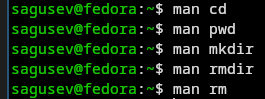 sagusev@fedora:~$ man cd
sagusev@fedora:~$ man pwd
sagusev@fedora:~$ man mkdir
sagusev@fedora:~$ man rmdir
sagusev@fedora:~$ man rm